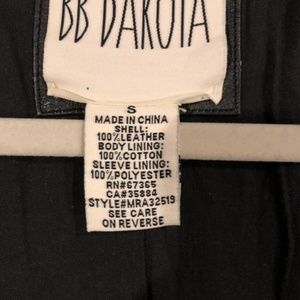 BB DAKOTA
S
MADE IN CHINA
SHELL:
100%LEATHER
BODY LINING:
100%COTTON
SLEEVE LINING:
100%POLYESTER
RN#67365
CA#35884
STYLE#MRA32519
SEE CARE
ON REVERSE